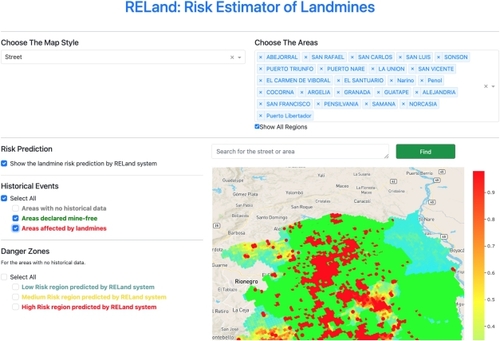 RELand: Risk Estimator of Landmines
Choose The Map Style
Street
Choose The Areas
× ABEJORRAL × SAN RAFAEL × SAN CARLOS × SAN LUIS × SONSON
× PUERTO TRIUNFO × PUERTO NARE × LA UNION × SAN VICENTE
× EL CARMEN DE VIBORAL × EL SANTUARIO × Narino × Penol
× COCORNA × ARGELIA × GRANADA × GUATAPE × ALEJANDRIA
× SAN FRANCISCO × PENSILVANIA × SAMANA × NORCASIA
× Puerto Libertador
Show All Regions
Risk Prediction
Show the landmine risk prediction by RELand system
Historical Events
Select All
Areas with no historical data
Areas declared mine-free
Areas affected by landmines
Danger Zones
For the areas with no historical data.
Select All
Low Risk region predicted by RELand system
Medium Risk region predicted by RELand system
High Risk region predicted by RELand system
Search for the street or area
Find
Carolina
Gómez Plata
Santo Domingo
Barbosa
Rionegro
La Ceja
0.9
0.8
0.7
0.6
0.5
0.4